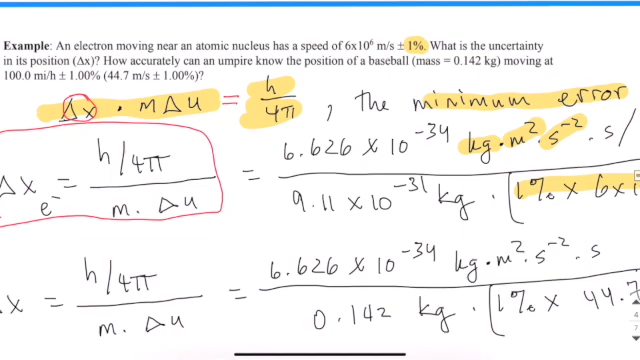 Example: An electron moving near an atomic nucleus has a speed of 6x10⁶ m/s ± 1%. What is the uncertainty
in its position (Δx)? How accurately can an umpire know the position of a baseball (mass = 0.142 kg) moving at
100.0 mi/h ± 1.00% (44.7 m/s ± 1.00%)?
Δx · mΔu = h/4π , the minimum error
Δx e⁻ = (h/4π)/(m. Δu) = 6.626 x 10⁻³⁴ kg · m² · s⁻² · s/
9.11 x 10⁻³¹ kg · [1% x 6x1
Δx = (h/4π)/(m. Δu) = 6.626 x 10⁻³⁴ kg · m² · s⁻² · s
0.142 kg · [1% x 44.7
4
7